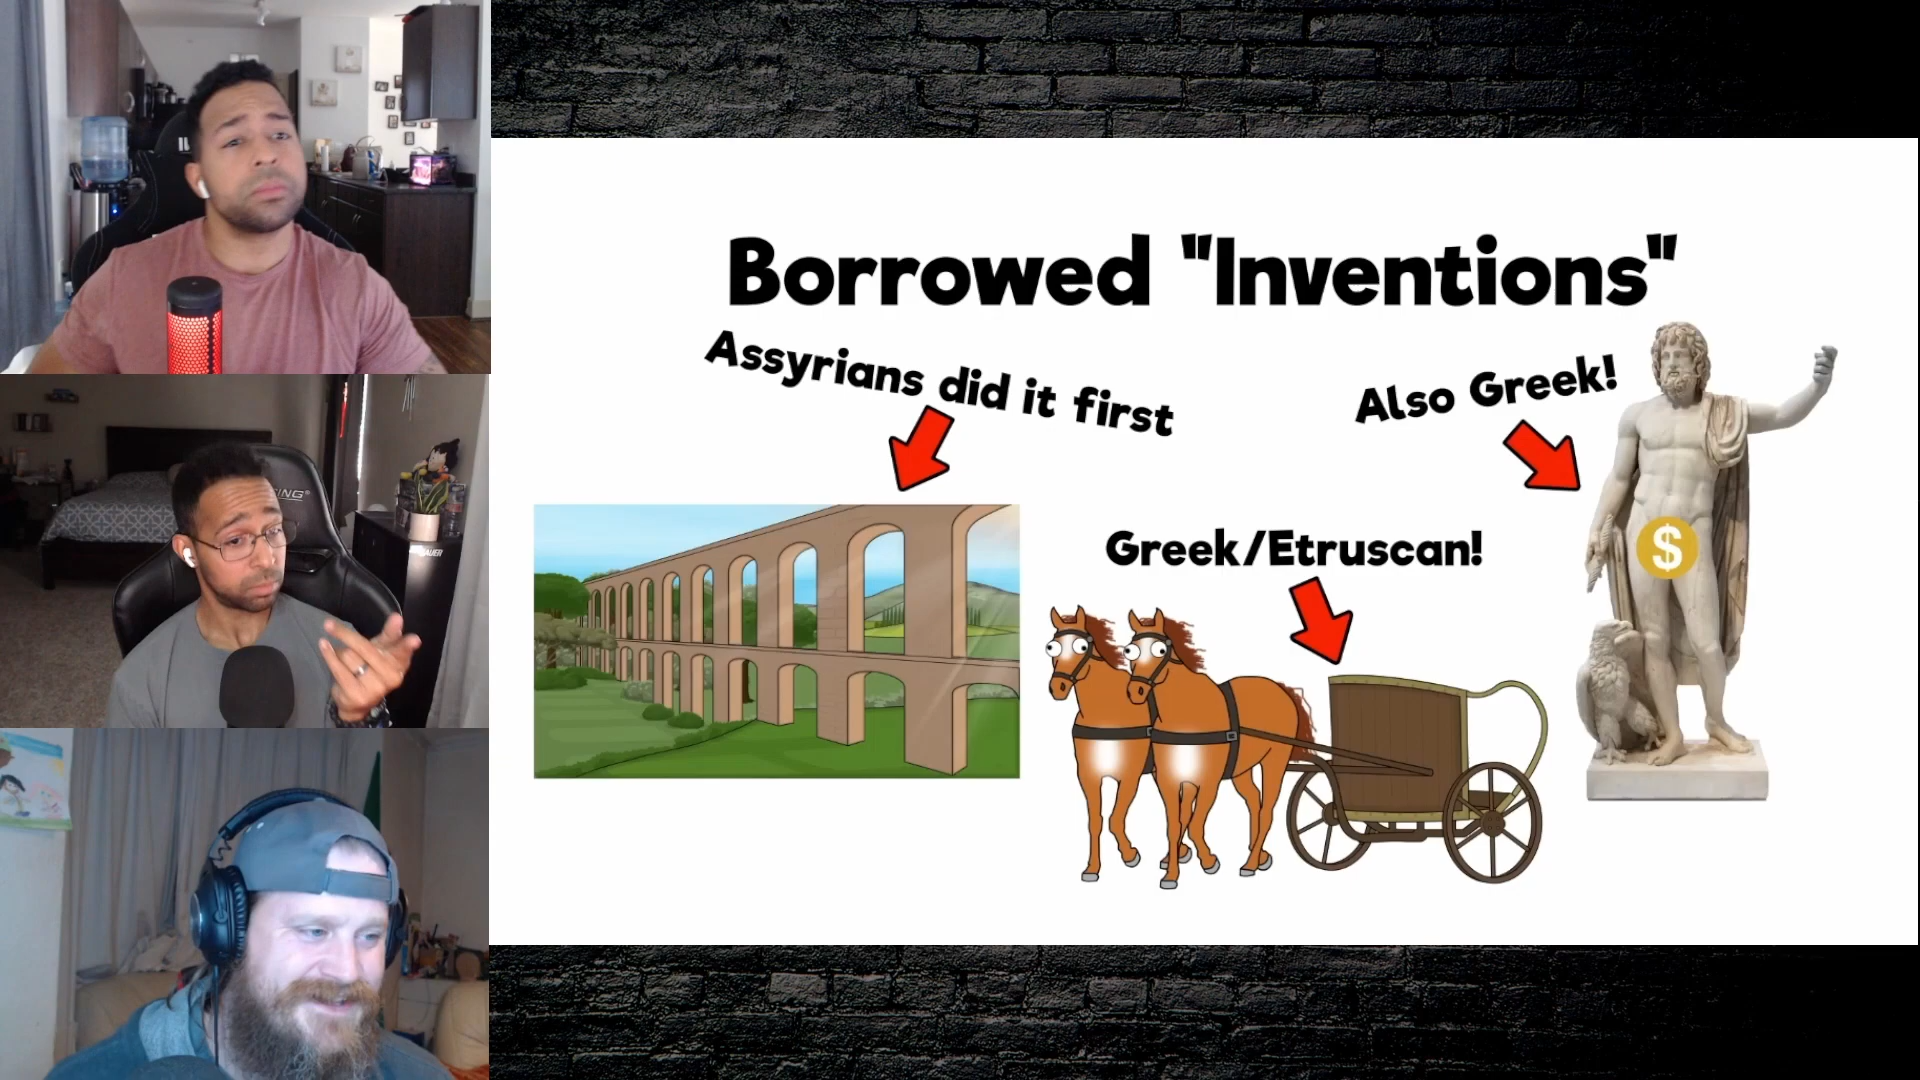 Borrowed "Inventions"
Assyrians did it first
Also Greek!
Greek/Etruscan!
$